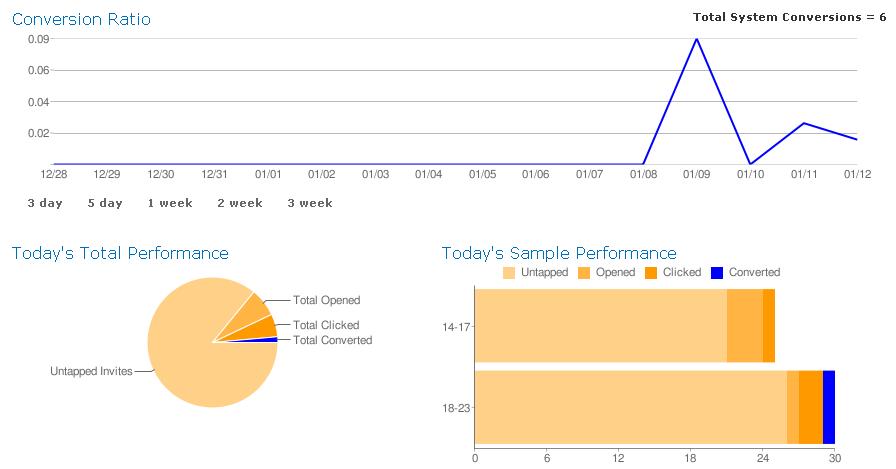 Conversion Ratio
Total System Conversions = 6
0.09
0.06
0.04
0.02
12/28 12/29 12/30 12/31 01/01 01/02 01/03 01/04 01/05 01/06 01/07 01/08 01/09 01/10 01/11 01/12
3 day 5 day 1 week 2 week 3 week
Today's Total Performance
Total Opened
Total Clicked
Total Converted
Untapped Invites
Today's Sample Performance
Untapped Opened Clicked Converted
14-17
18-23
0 6 12 18 24 30